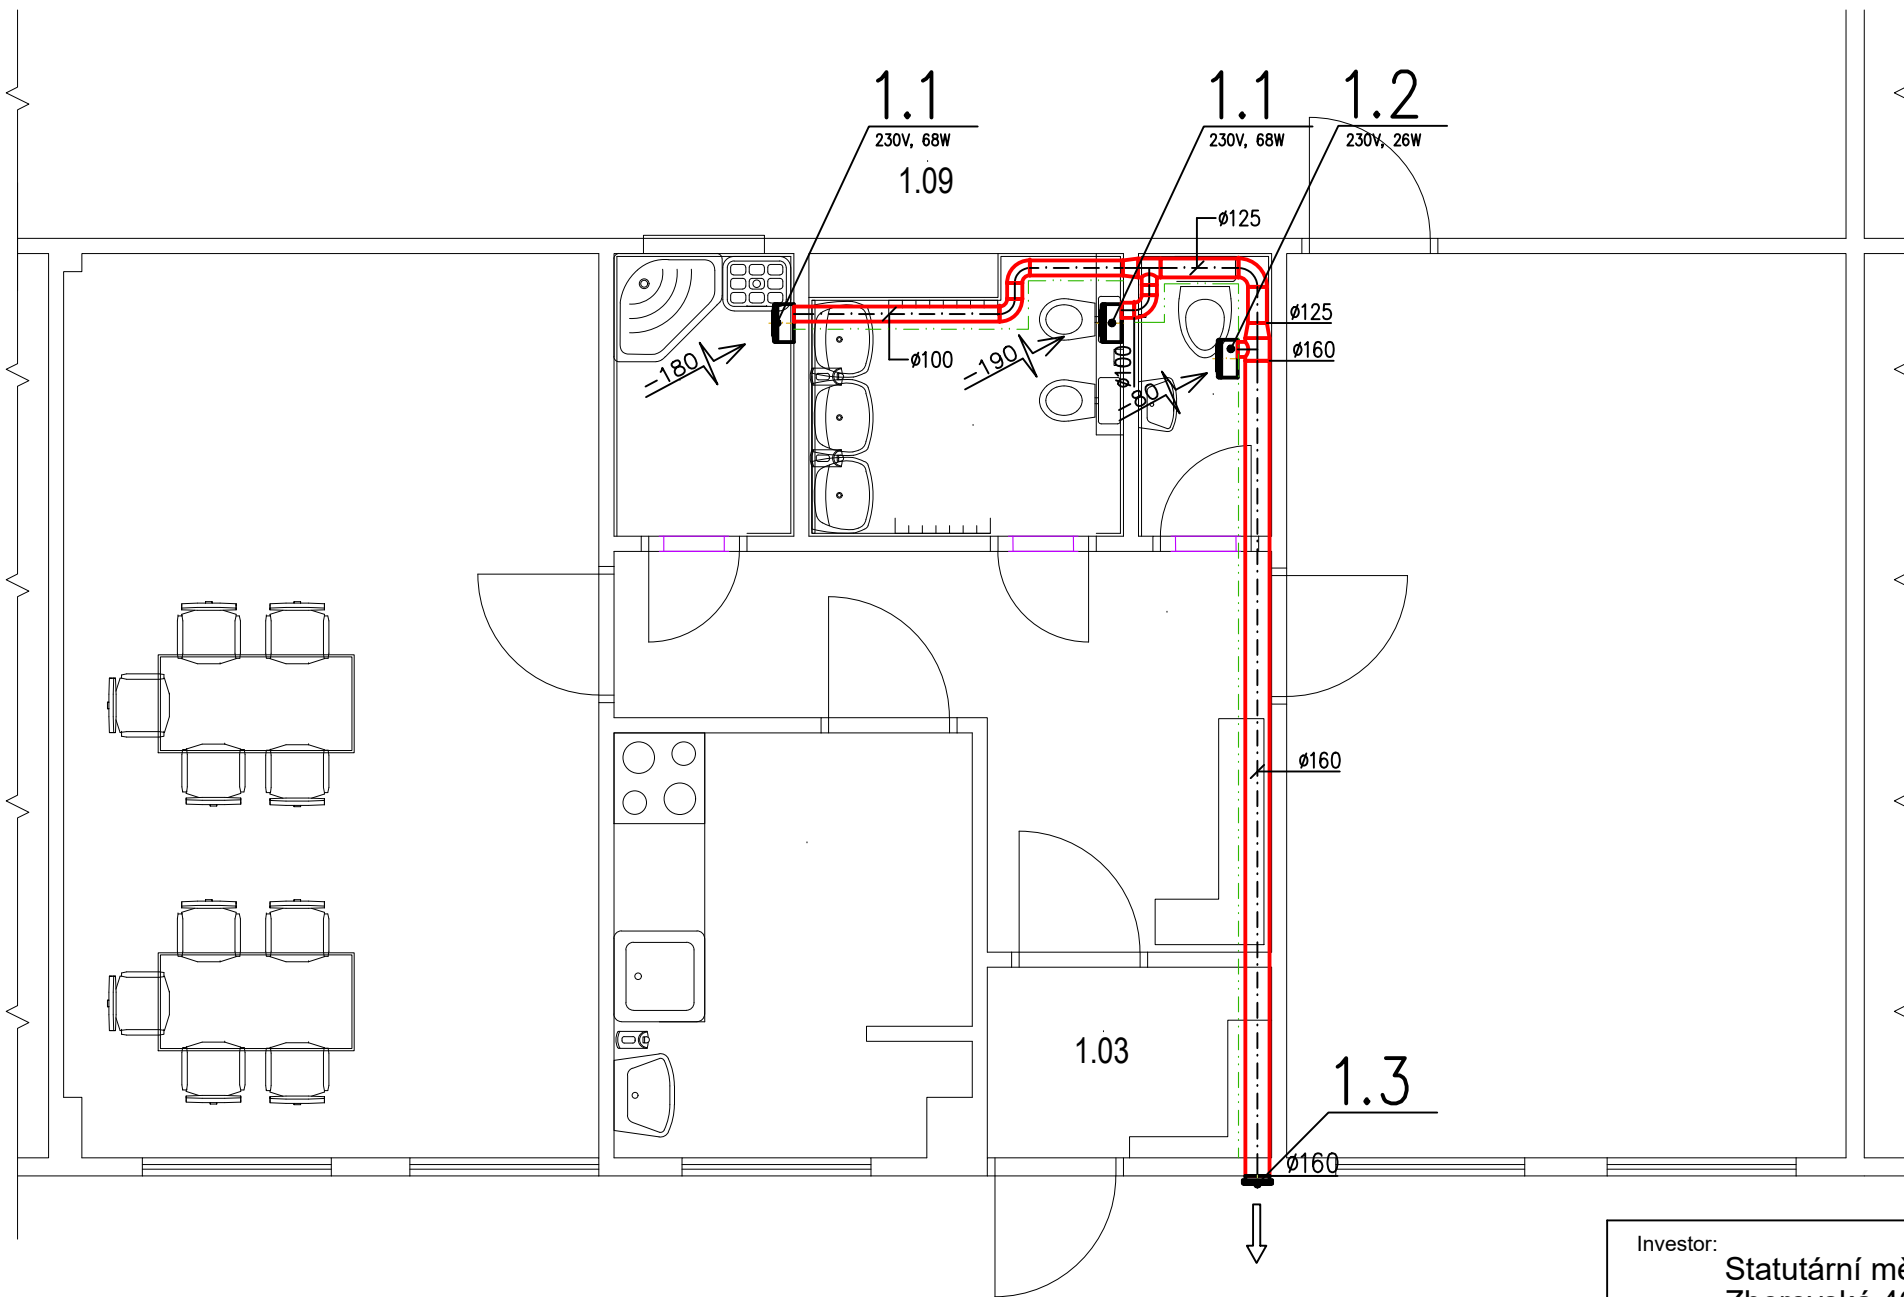 1.1
230V, 68W
1.1
230V, 68W
1.2
230V, 26W
1.09
ø125
ø125
ø160
ø100
-180
-190
ø100
-80
ø160
1.03
1.3
ø160
Investor:
Statutární mě